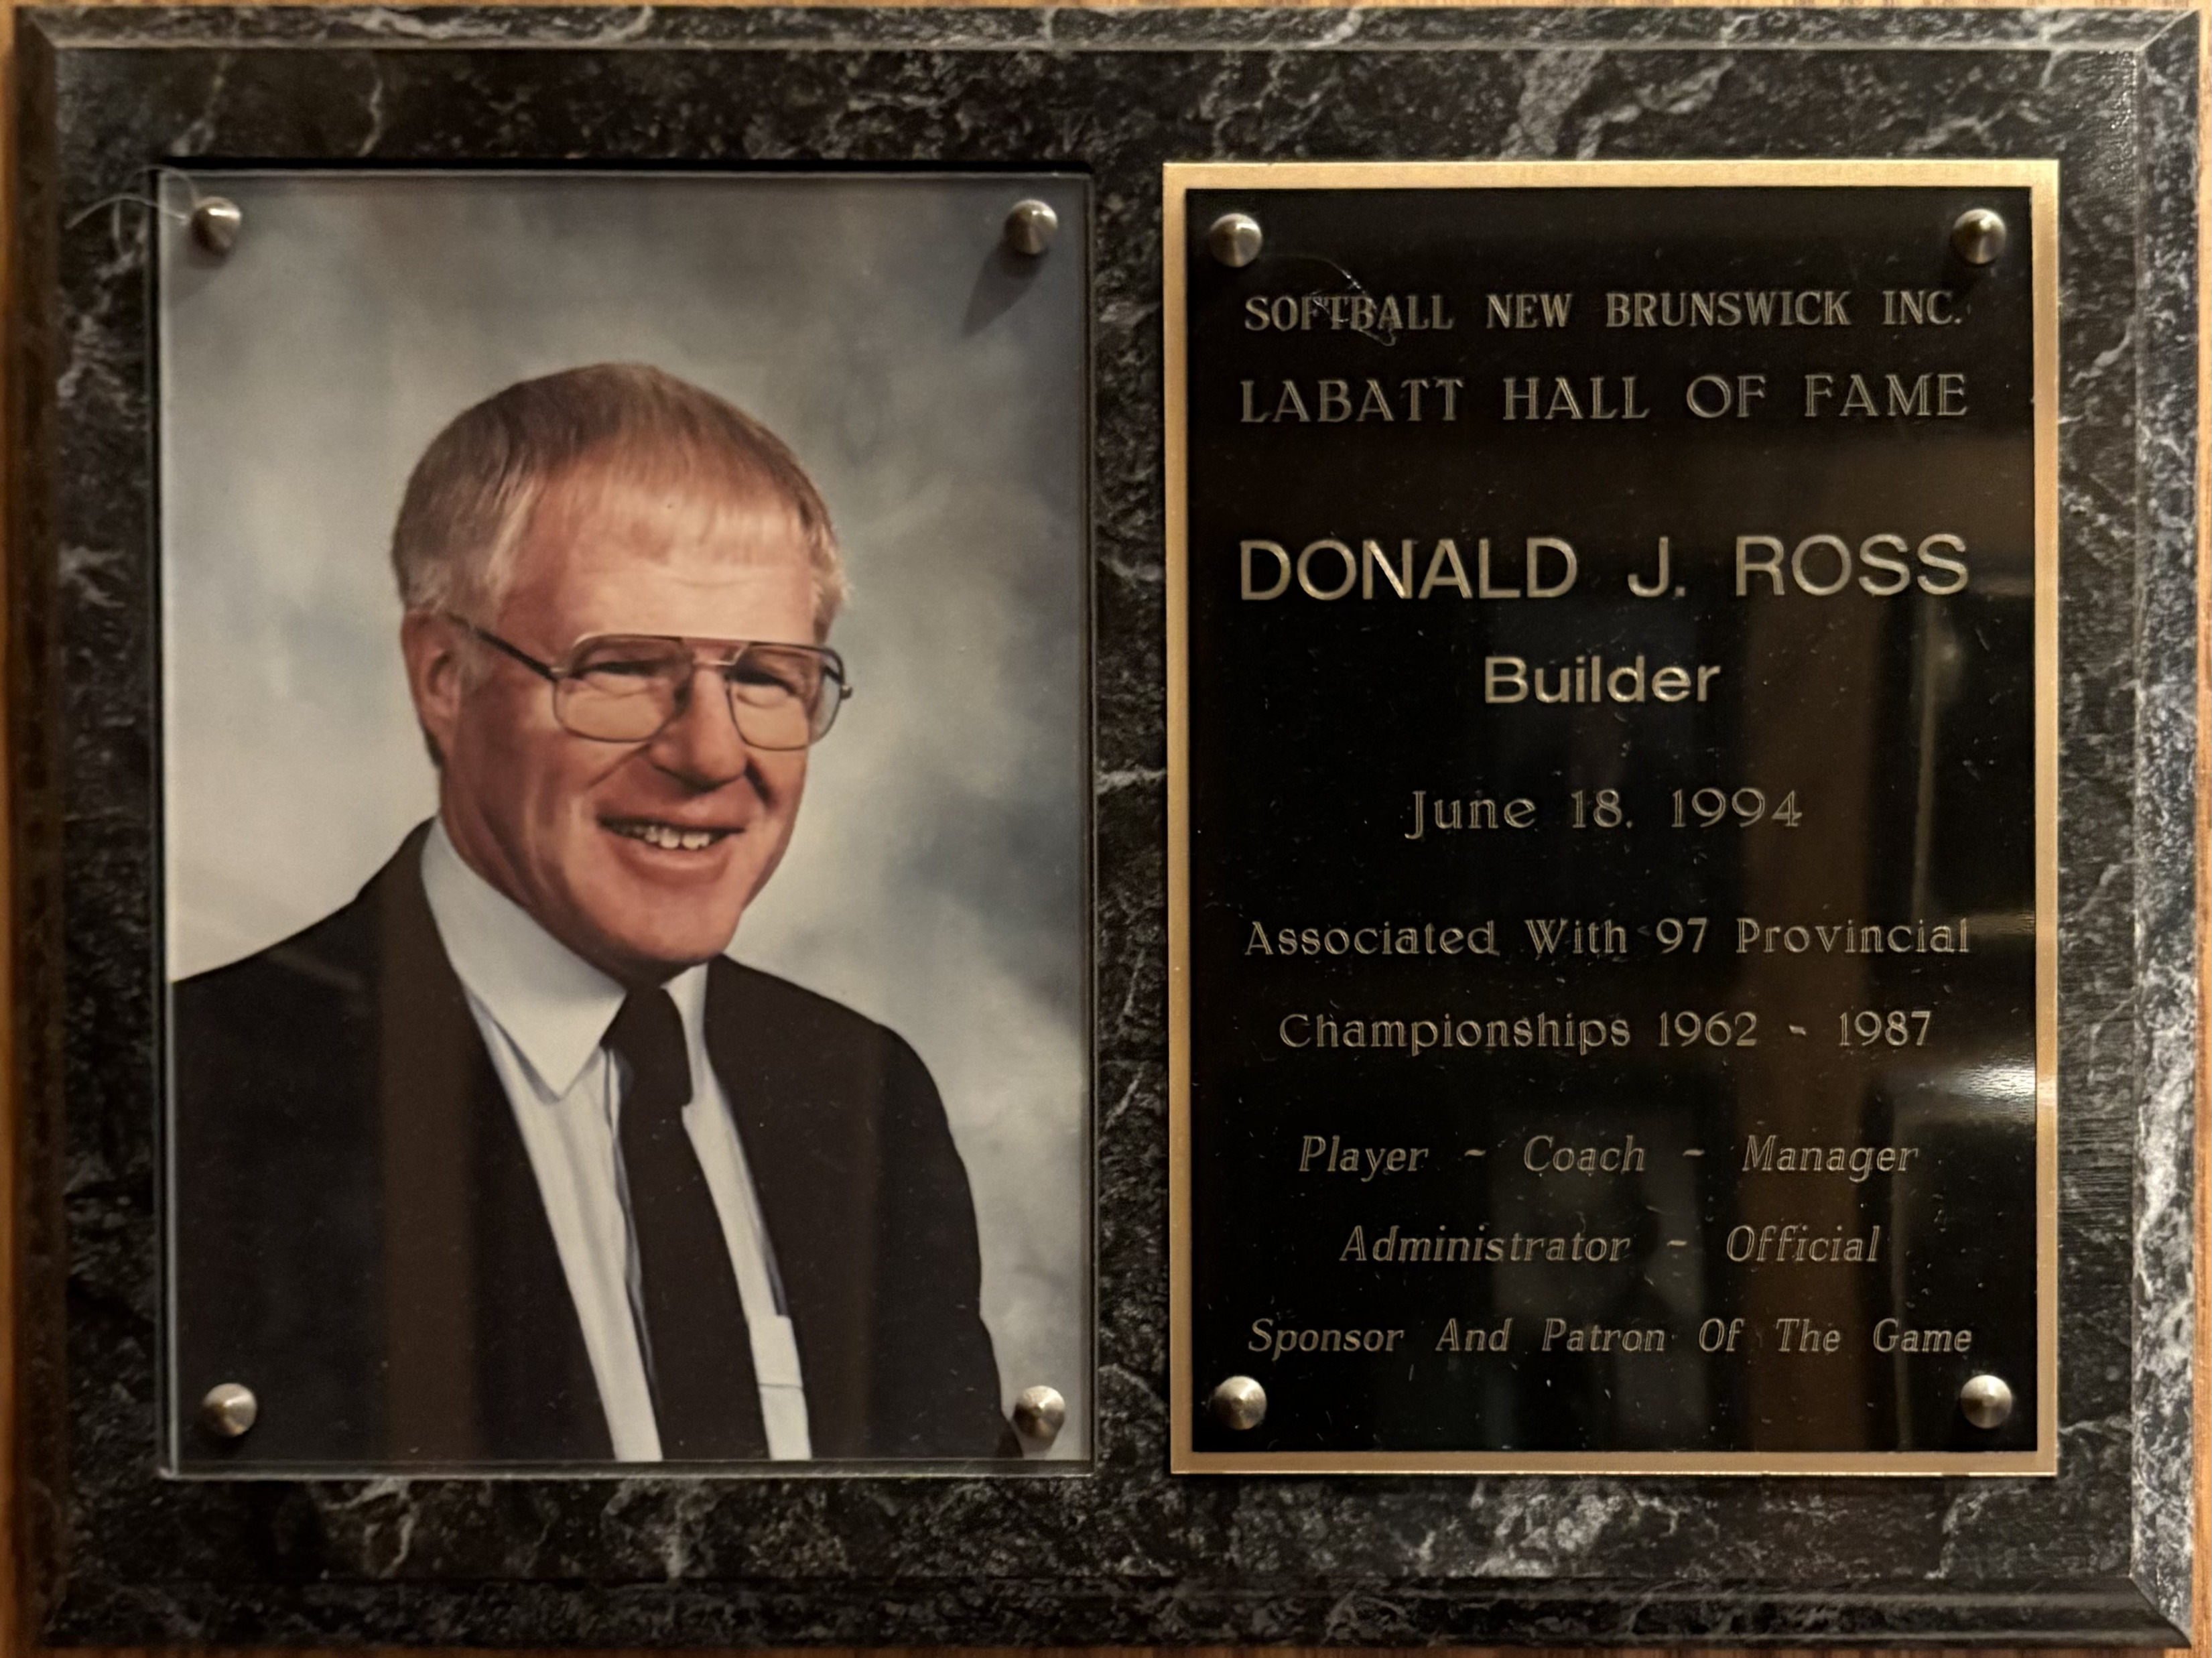 SOFTBALL NEW BRUNSWICK INC.
LABATT HALL OF FAME
DONALD J. ROSS
Builder
June 18. 1994
Associated With 97 Provincial
Championships 1962 - 1987
Player - Coach - Manager
Administrator - Official
Sponsor And Patron Of The Game